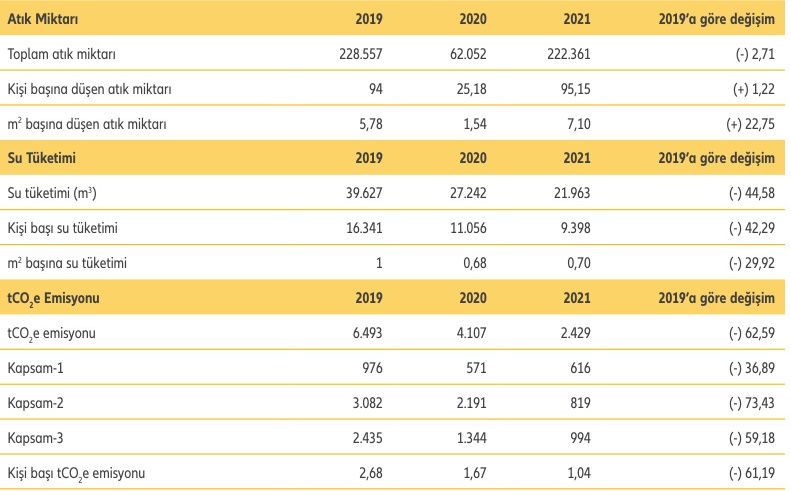 Atık Miktarı 2019 2020 2021 2019’a göre değişim
Toplam atık miktarı 228.557 62.052 222.361 (-) 2,71
Kişi başına düşen atık miktarı 94 25,18 95,15 (+) 1,22
m² başına düşen atık miktarı 5,78 1,54 7,10 (+) 22,75
Su Tüketimi 2019 2020 2021 2019’a göre değişim
Su tüketimi (m³) 39.627 27.242 21.963 (-) 44,58
Kişi başı su tüketimi 16.341 11.056 9.398 (-) 42,29
m² başına su tüketimi 1 0,68 0,70 (-) 29,92
tCO₂e Emisyonu 2019 2020 2021 2019’a göre değişim
tCO₂e emisyonu 6.493 4.107 2.429 (-) 62,59
Kapsam-1 976 571 616 (-) 36,89
Kapsam-2 3.082 2.191 819 (-) 73,43
Kapsam-3 2.435 1.344 994 (-) 59,18
Kişi başı tCO₂e emisyonu 2,68 1,67 1,04 (-) 61,19